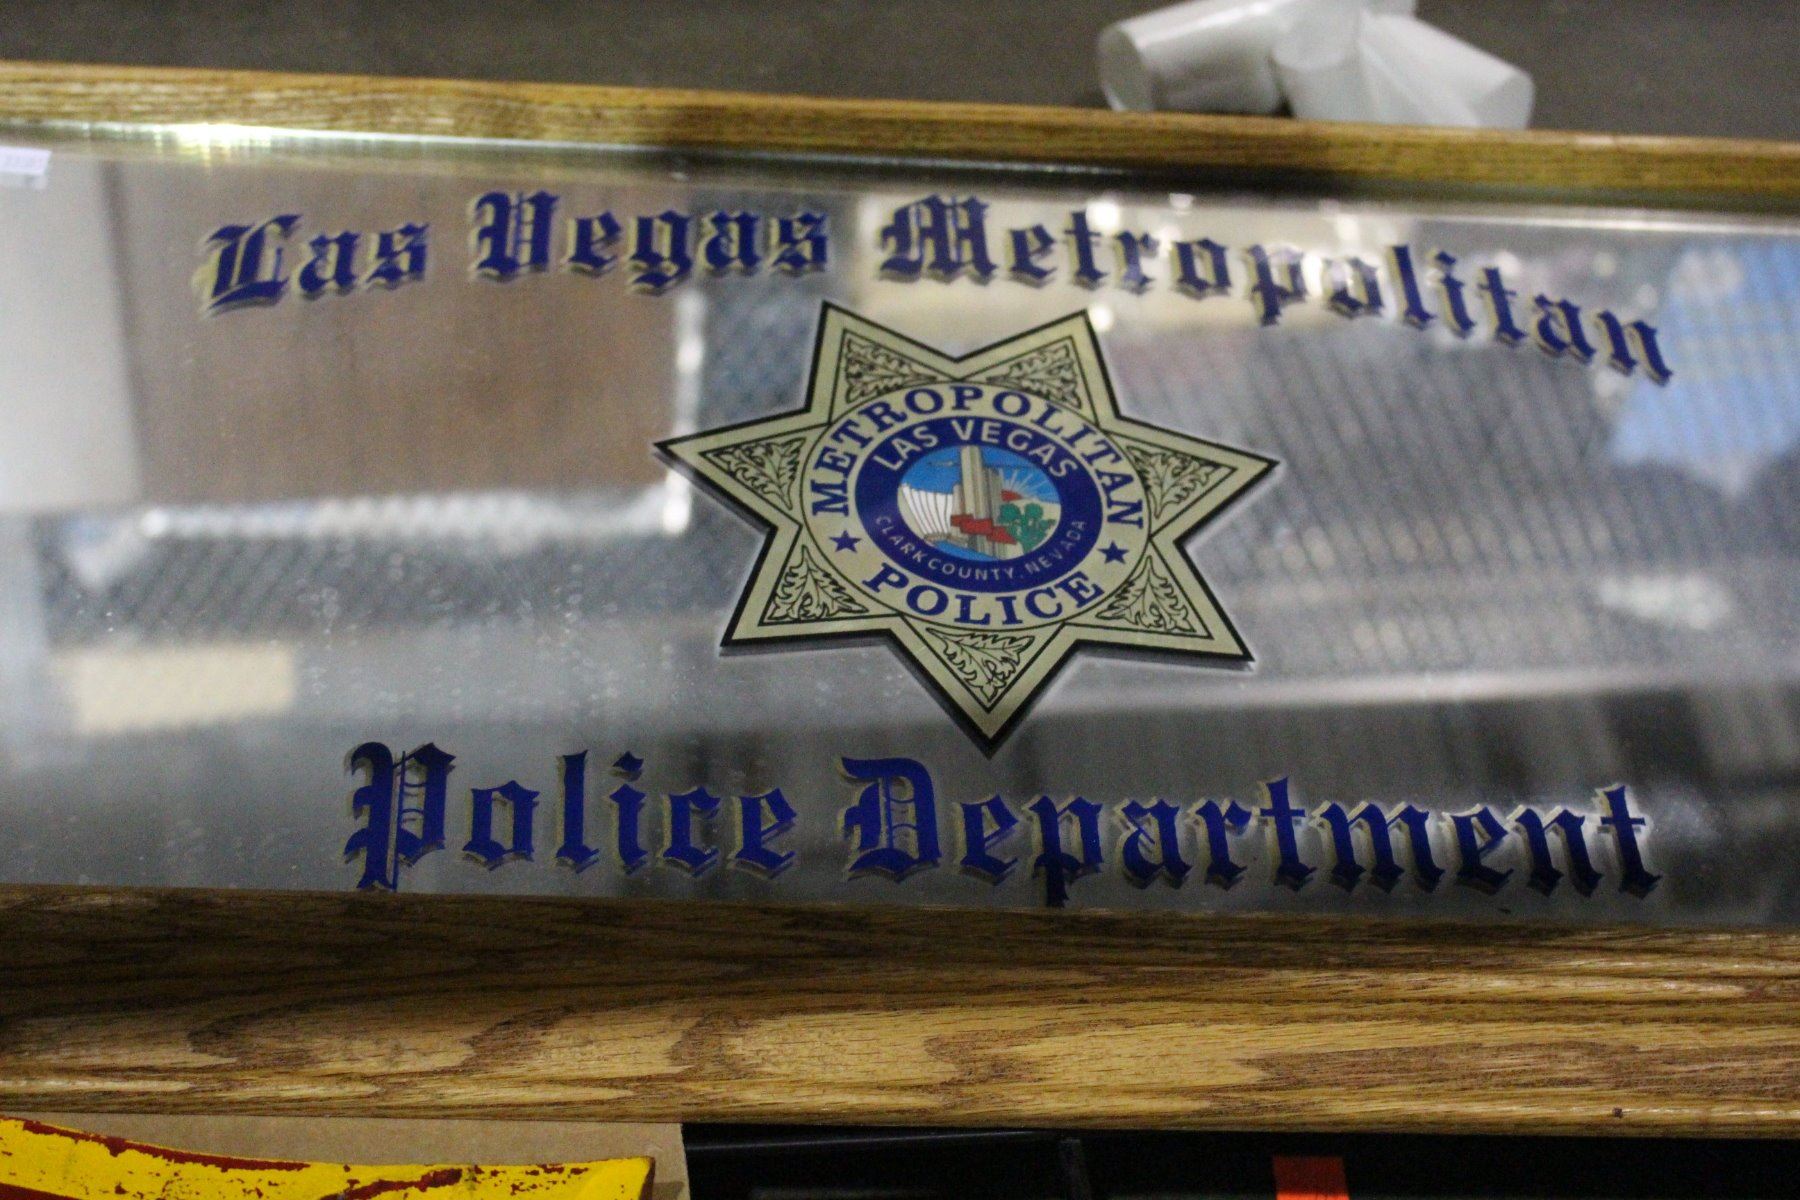 Las Vegas Metropolitan
METROPOLITAN
LAS VEGAS
CLARK COUNTY, NEVADA
POLICE
Police Department